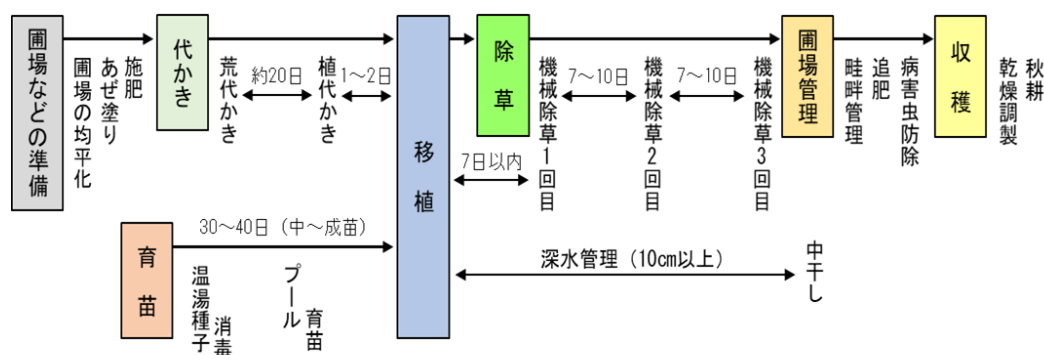 圃場などの準備
施肥
あぜ塗り
圃場の均平化
代かき
荒代かき
約20日
植代かき
1～2日
移植
除草
7日以内
機械除草1回目
7～10日
機械除草2回目
7～10日
機械除草3回目
圃場管理
畦畔管理
追肥
病害虫防除
収穫
秋耕
乾燥調製
育苗
30～40日（中～成苗）
温湯種子消毒
プール育苗
深水管理（10cm以上）
中干し